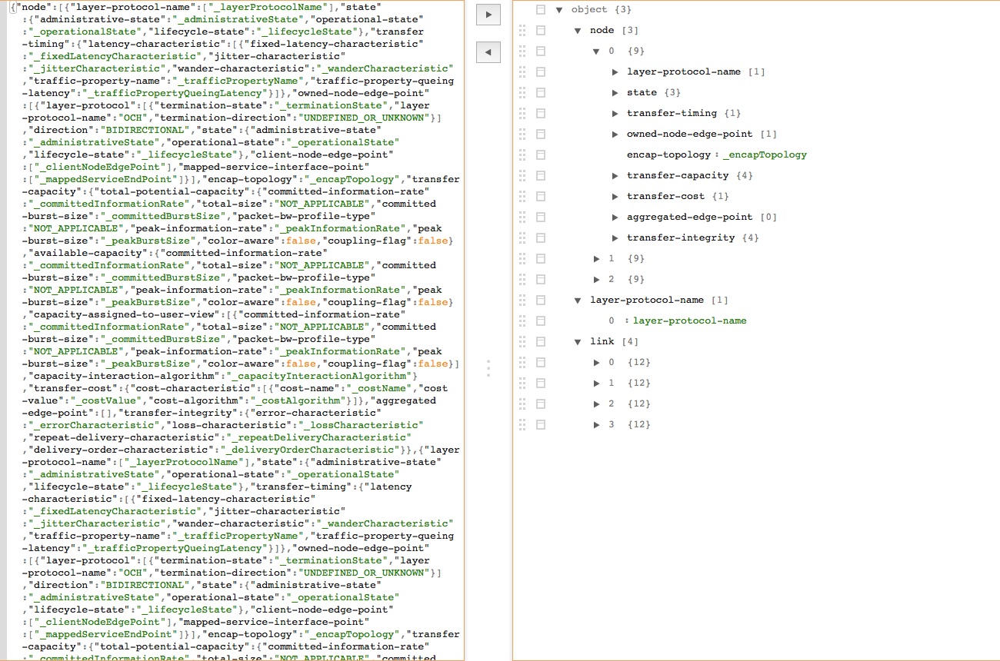 {"node":[{"layer-protocol-name":["_layerProtocolName"],"state"
:{"administrative-state":"_administrativeState","operational-state"
:"_operationalState","lifecycle-state":"_lifecycleState"},"transfer
-timing":{"latency-characteristic":[{"fixed-latency-characteristic"
:"_fixedLatencyCharacteristic","jitter-characteristic"
:"_jitterCharacteristic","wander-characteristic":"_wanderCharacteristic"
,"traffic-property-name":"_trafficPropertyName","traffic-property-queing
-latency":"_trafficPropertyQueingLatency"}]},"owned-node-edge-point"
:[{"layer-protocol":[{"termination-state":"_terminationState","layer
-protocol-name":"OCH","termination-direction":"UNDEFINED_OR_UNKNOWN"}]
,"direction":"BIDIRECTIONAL","state":{"administrative-state"
:"_administrativeState","operational-state":"_operationalState"
,"lifecycle-state":"_lifecycleState"},"client-node-edge-point"
:["_clientNodeEdgePoint"],"mapped-service-interface-point"
:["_mappedServiceEndPoint"]}],"encap-topology":"_encapTopology","transfer
-capacity":{"total-potential-capacity":{"committed-information-rate"
:"_committedInformationRate","total-size":"NOT_APPLICABLE","committed
-burst-size":"_committedBurstSize","packet-bw-profile-type"
:"NOT_APPLICABLE","peak-information-rate":"_peakInformationRate","peak
-burst-size":"_peakBurstSize","color-aware":false,"coupling-flag":false}
,"available-capacity":{"committed-information-rate"
:"_committedInformationRate","total-size":"NOT_APPLICABLE","committed
-burst-size":"_committedBurstSize","packet-bw-profile-type"
:"NOT_APPLICABLE","peak-information-rate":"_peakInformationRate","peak
-burst-size":"_peakBurstSize","color-aware":false,"coupling-flag":false}
,"capacity-assigned-to-user-view":[{"committed-information-rate"
:"_committedInformationRate","total-size":"NOT_APPLICABLE","committed
-burst-size":"_committedBurstSize","packet-bw-profile-type"
:"NOT_APPLICABLE","peak-information-rate":"_peakInformationRate","peak
-burst-size":"_peakBurstSize","color-aware":false,"coupling-flag":false}]
,"capacity-interaction-algorithm":"_capacityInteractionAlgorithm"}
,"transfer-cost":{"cost-characteristic":[{"cost-name":"_costName","cost
-value":"_costValue","cost-algorithm":"_costAlgorithm"}]},"aggregated
-edge-point":[],"transfer-integrity":{"error-characteristic"
:"_errorCharacteristic","loss-characteristic":"_lossCharacteristic"
,"repeat-delivery-characteristic":"_repeatDeliveryCharacteristic"
,"delivery-order-characteristic":"_deliveryOrderCharacteristic"}},{"layer
-protocol-name":["_layerProtocolName"],"state":{"administrative-state"
:"_administrativeState","operational-state":"_operationalState"
,"lifecycle-state":"_lifecycleState"},"transfer-timing":{"latency
-characteristic":[{"fixed-latency-characteristic"
:"_fixedLatencyCharacteristic","jitter-characteristic"
:"_jitterCharacteristic","wander-characteristic":"_wanderCharacteristic"
,"traffic-property-name":"_trafficPropertyName","traffic-property-queing
-latency":"_trafficPropertyQueingLatency"}]},"owned-node-edge-point"
:[{"layer-protocol":[{"termination-state":"_terminationState","layer
-protocol-name":"OCH","termination-direction":"UNDEFINED_OR_UNKNOWN"}]
,"direction":"BIDIRECTIONAL","state":{"administrative-state"
:"_administrativeState","operational-state":"_operationalState"
,"lifecycle-state":"_lifecycleState"},"client-node-edge-point"
:["_clientNodeEdgePoint"],"mapped-service-interface-point"
:["_mappedServiceEndPoint"]}],"encap-topology":"_encapTopology","transfer
-capacity":{"total-potential-capacity":{"committed-information-rate"
:"_committedInformationRate","total-size":"NOT_APPLICABLE","committed
object {3}
node [3]
0 {9}
layer-protocol-name [1]
state {3}
transfer-timing {1}
owned-node-edge-point [1]
encap-topology : _encapTopology
transfer-capacity {4}
transfer-cost {1}
aggregated-edge-point [0]
transfer-integrity {4}
1 {9}
2 {9}
layer-protocol-name [1]
0 : layer-protocol-name
link [4]
0 {12}
1 {12}
2 {12}
3 {12}